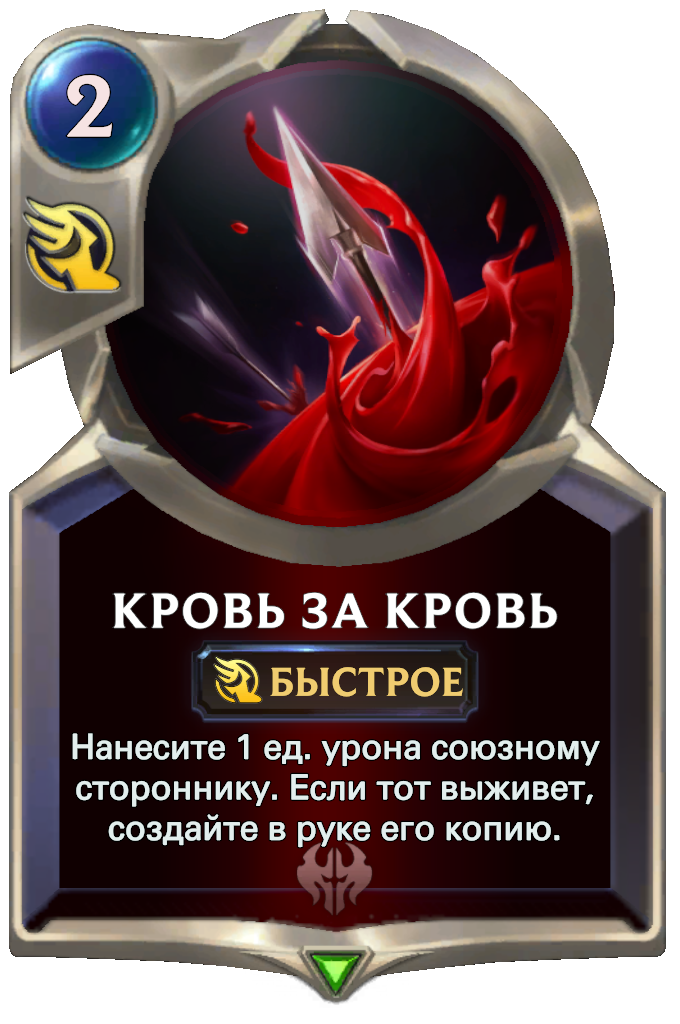 2
КРОВЬ ЗА КРОВЬ
БЫСТРОЕ
Нанесите 1 ед. урона союзному
стороннику. Если тот выживет,
создайте в руке его копию.